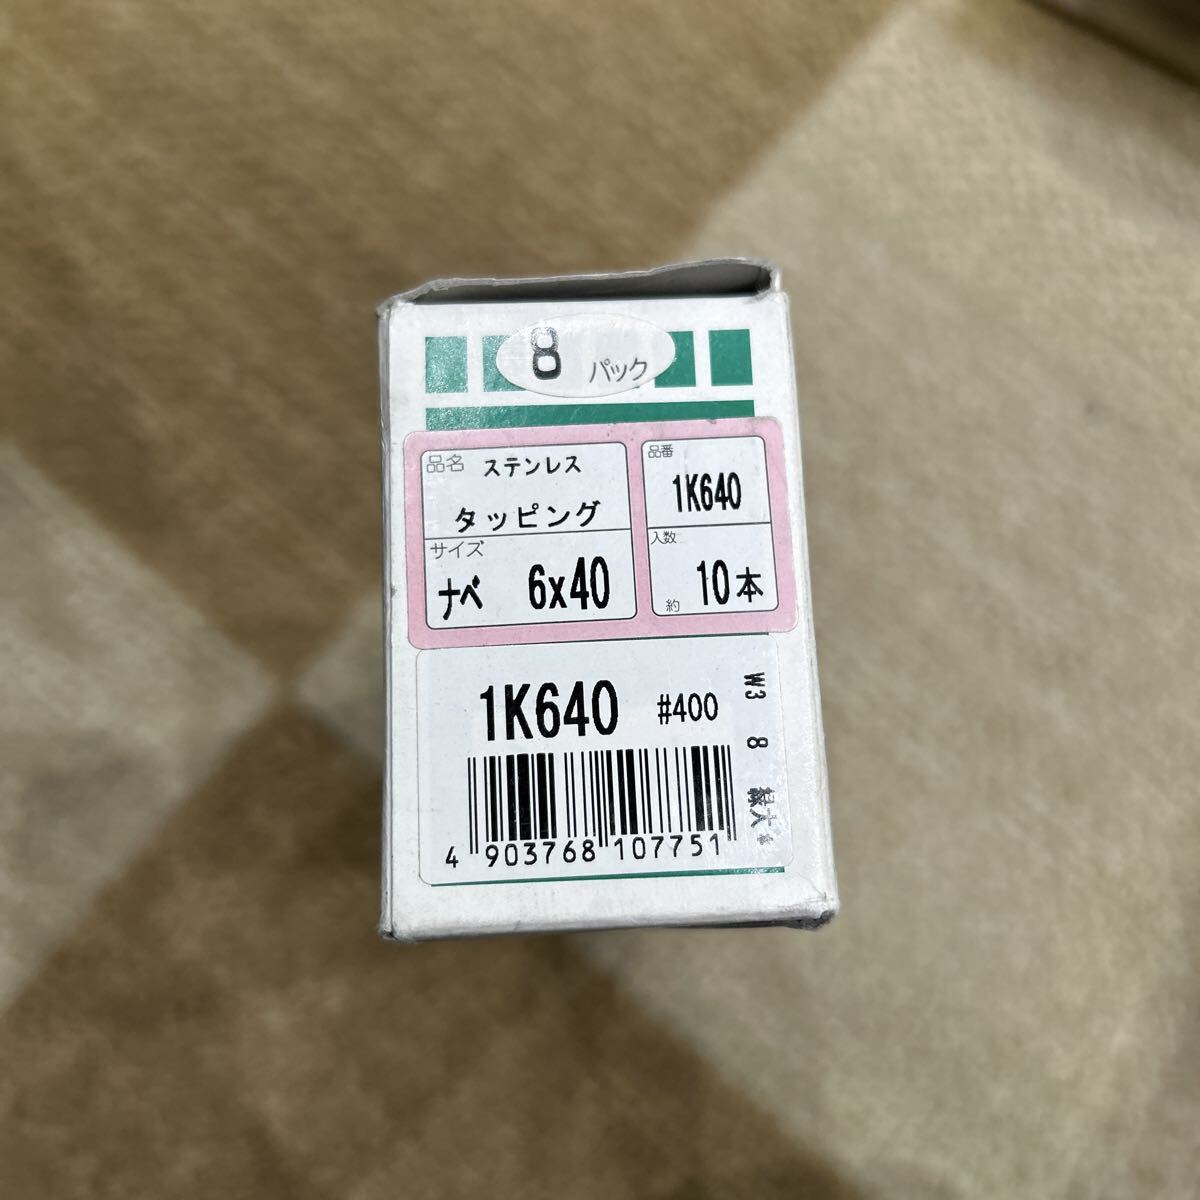 8 パック
品名 ステンレス
タッピング
サイズ
ナベ 6x40
品番
1K640
入数
約 10本
1K640 #400
W3 8 緑大
4 903768 107751